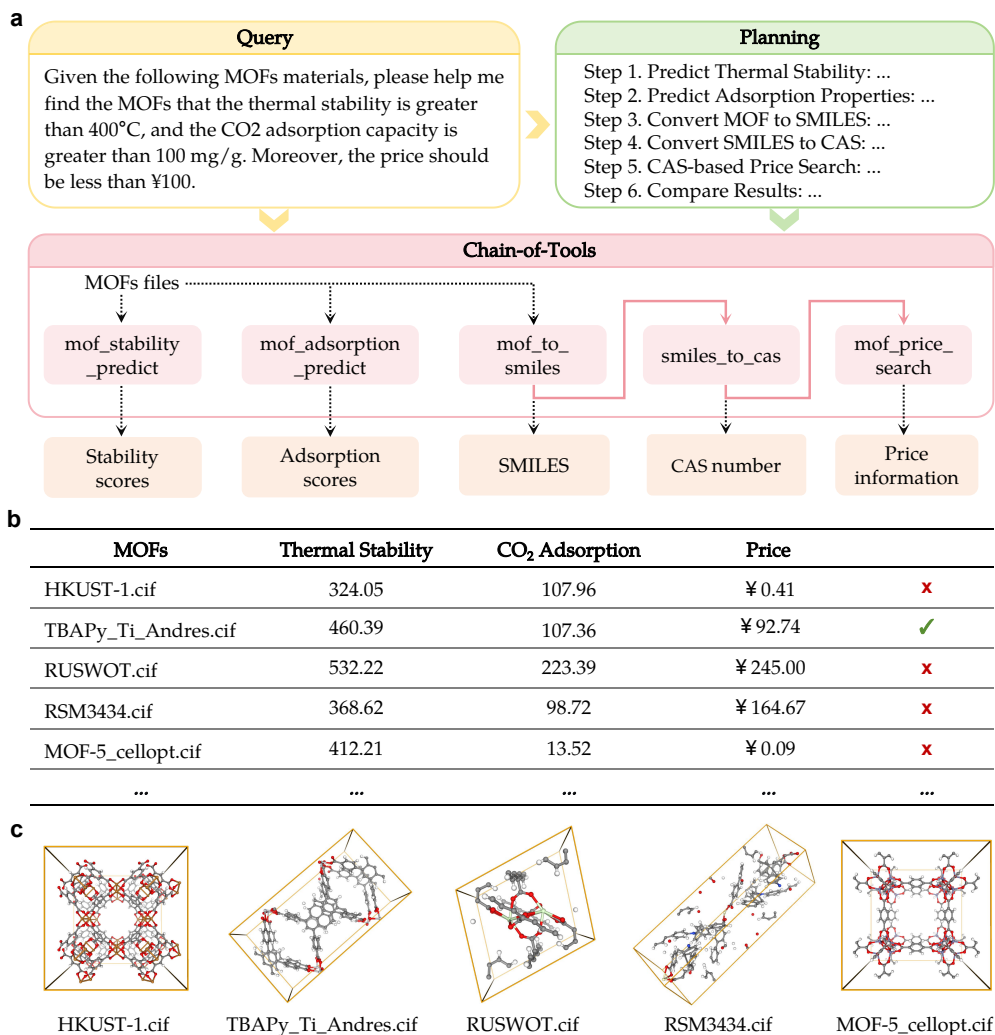 a
Query
Given the following MOFs materials, please help me
find the MOFs that the thermal stability is greater
than 400°C, and the CO2 adsorption capacity is
greater than 100 mg/g. Moreover, the price should
be less than ¥100.
Planning
Step 1. Predict Thermal Stability: ...
Step 2. Predict Adsorption Properties: ...
Step 3. Convert MOF to SMILES: ...
Step 4. Convert SMILES to CAS: ...
Step 5. CAS-based Price Search: ...
Step 6. Compare Results: ...
Chain-of-Tools
MOFs files
mof_stability
_predict
mof_adsorption
_predict
mof_to_
smiles
smiles_to_cas
mof_price_
search
Stability
scores
Adsorption
scores
SMILES
CAS number
Price
information
b
MOFs Thermal Stability CO₂ Adsorption Price
HKUST-1.cif 324.05 107.96 ¥ 0.41 x
TBAPy_Ti_Andres.cif 460.39 107.36 ¥ 92.74 ✓
RUSWOT.cif 532.22 223.39 ¥ 245.00 x
RSM3434.cif 368.62 98.72 ¥ 164.67 x
MOF-5_cellopt.cif 412.21 13.52 ¥ 0.09 x
... ... ... ... ...
c
HKUST-1.cif TBAPy_Ti_Andres.cif RUSWOT.cif RSM3434.cif MOF-5_cellopt.cif